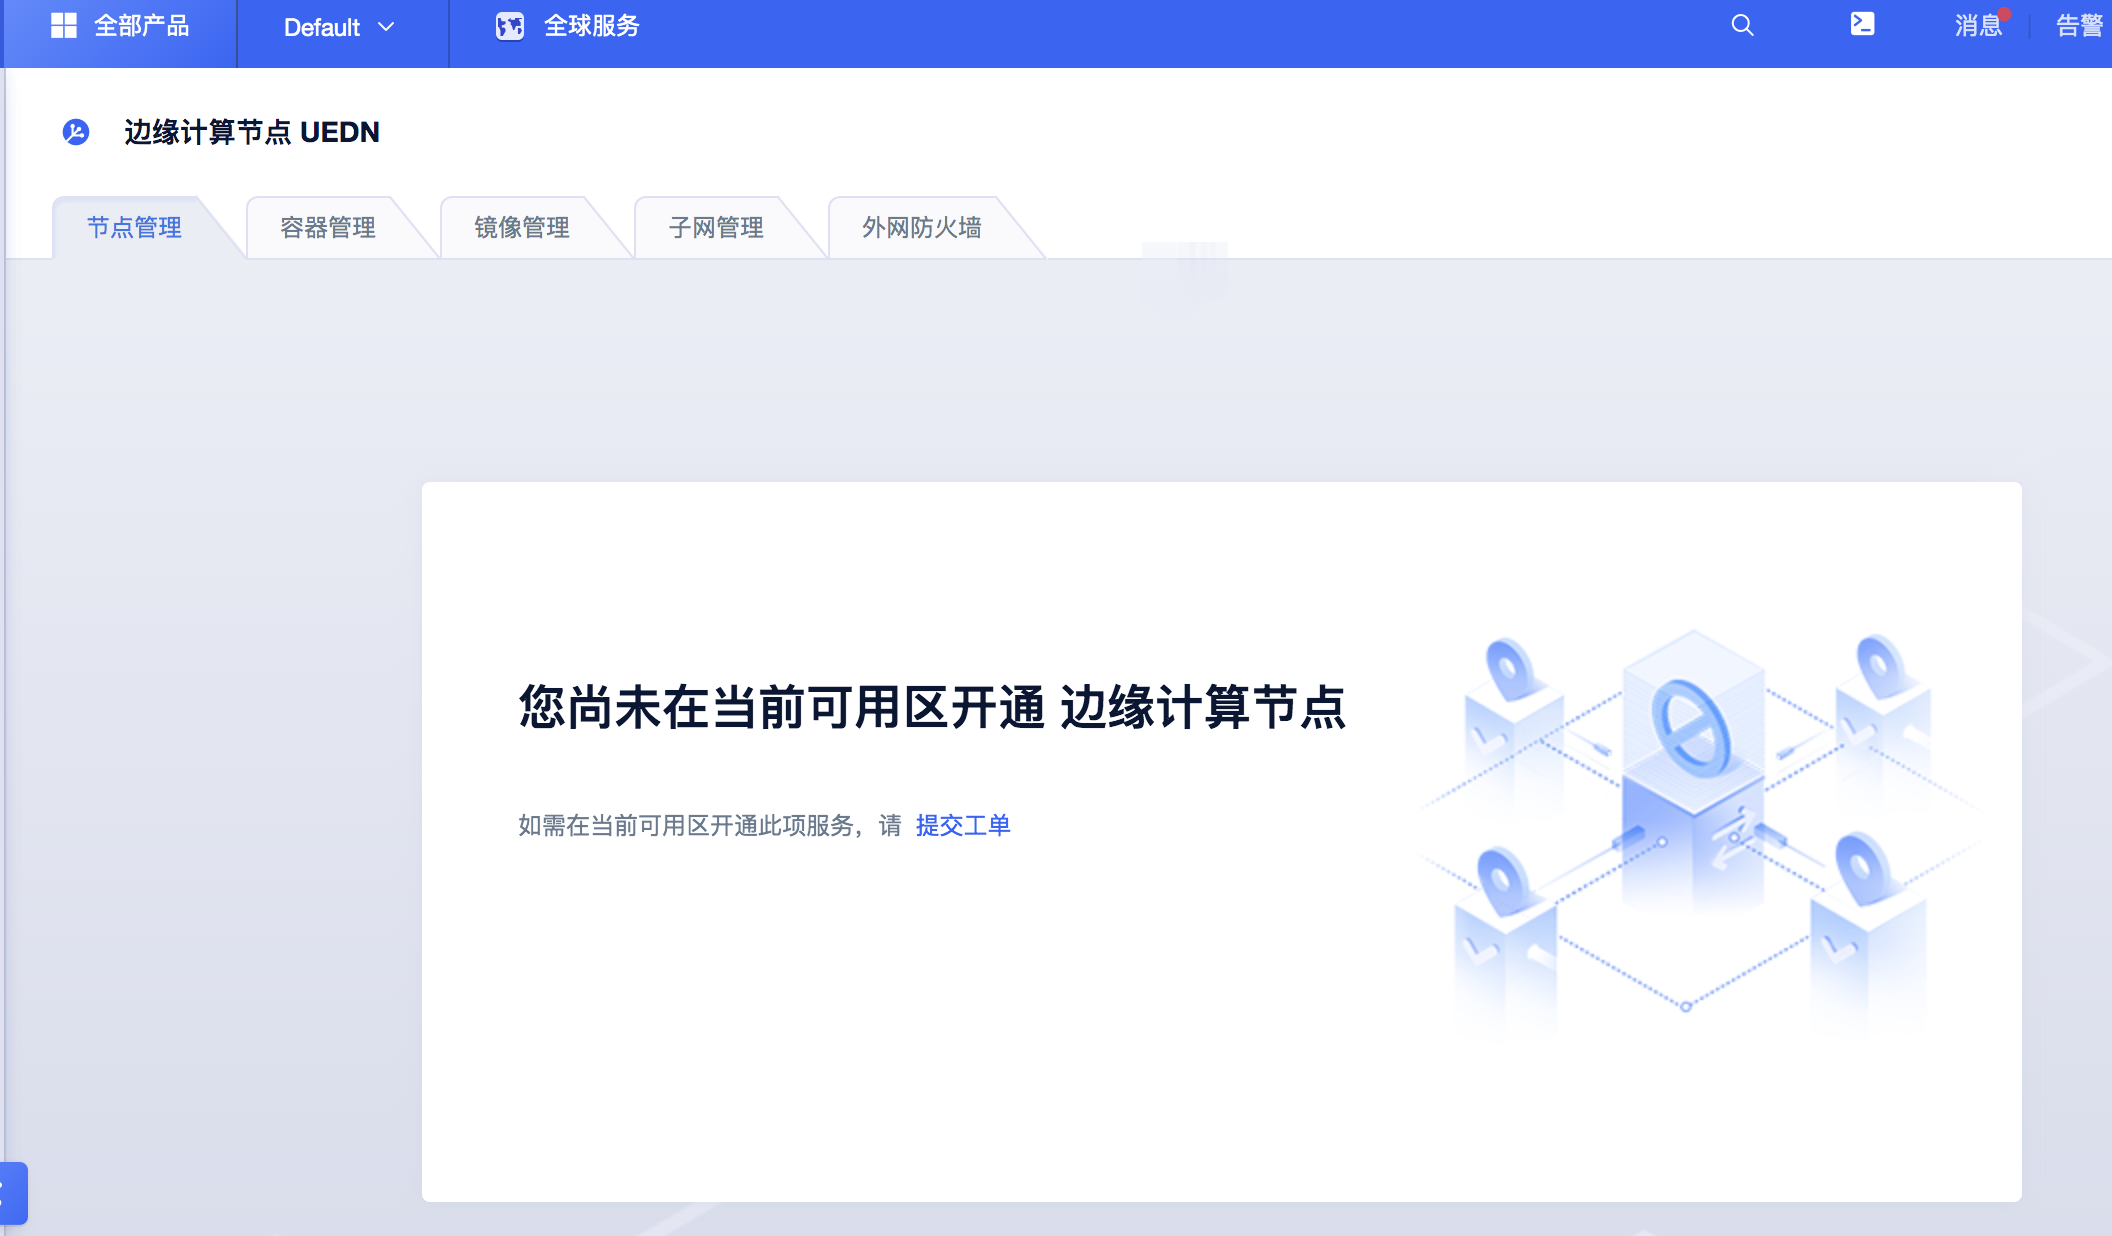 全部产品 Default 全球服务 消息 告警
边缘计算节点 UEDN
节点管理 容器管理 镜像管理 子网管理 外网防火墙
您尚未在当前可用区开通 边缘计算节点
如需在当前可用区开通此项服务，请 提交工单